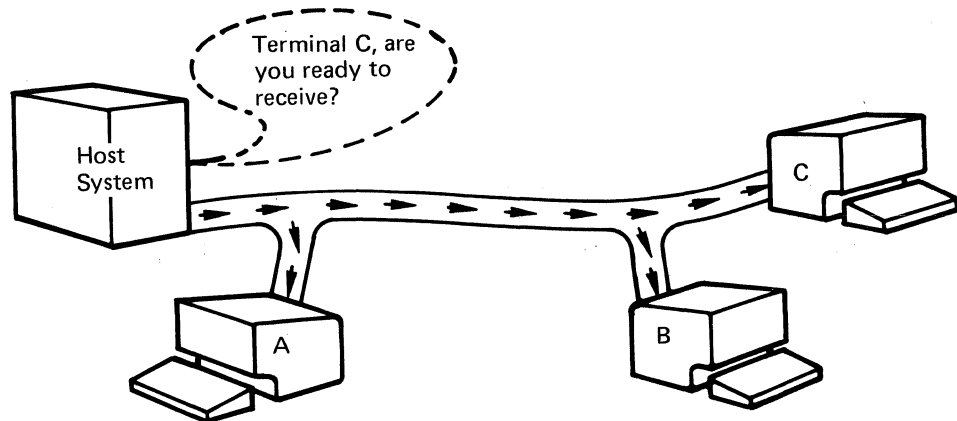 Terminal C, are
you ready to
receive?
Host
System
C
A
B